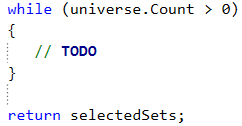 while (universe.Count > 0)
{
    // TODO
}
return selectedSets;